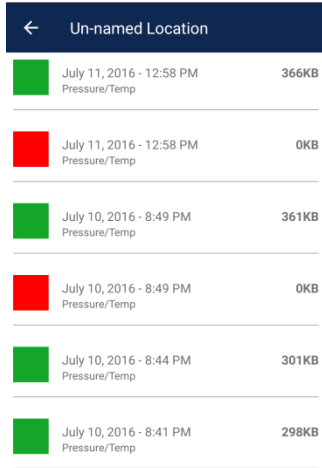 Un-named Location
July 11, 2016 - 12:58 PM 366KB
Pressure/Temp
July 11, 2016 - 12:58 PM 0KB
Pressure/Temp
July 10, 2016 - 8:49 PM 361KB
Pressure/Temp
July 10, 2016 - 8:49 PM 0KB
Pressure/Temp
July 10, 2016 - 8:44 PM 301KB
Pressure/Temp
July 10, 2016 - 8:41 PM 298KB
Pressure/Temp